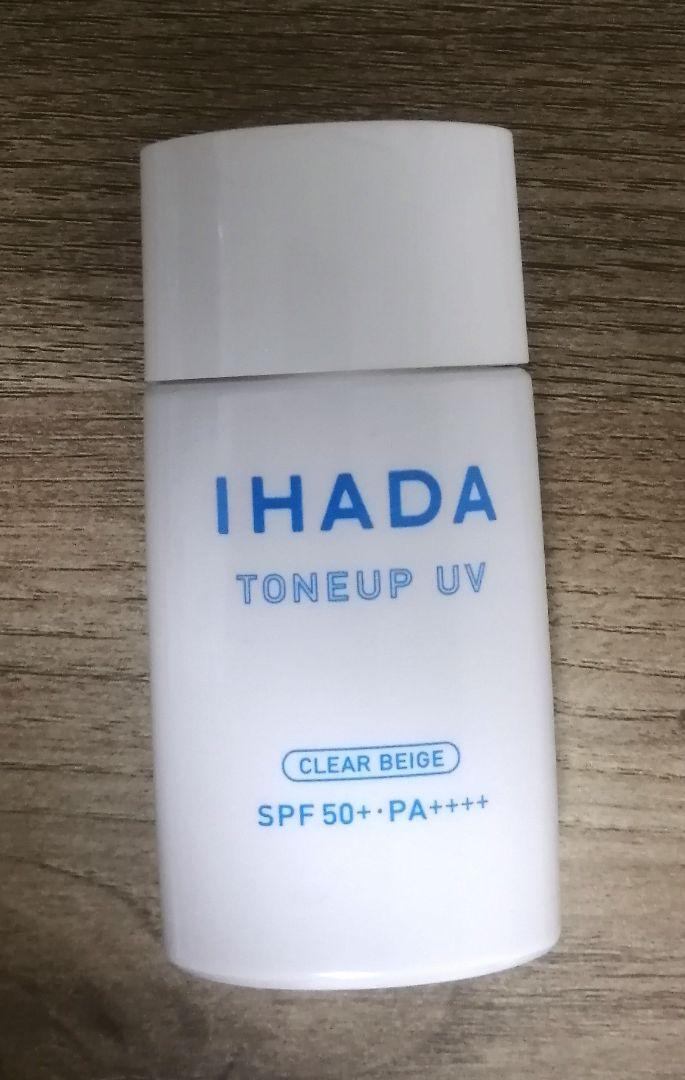 IHADA
TONEUP UV
CLEAR BEIGE
SPF 50+・PA++++